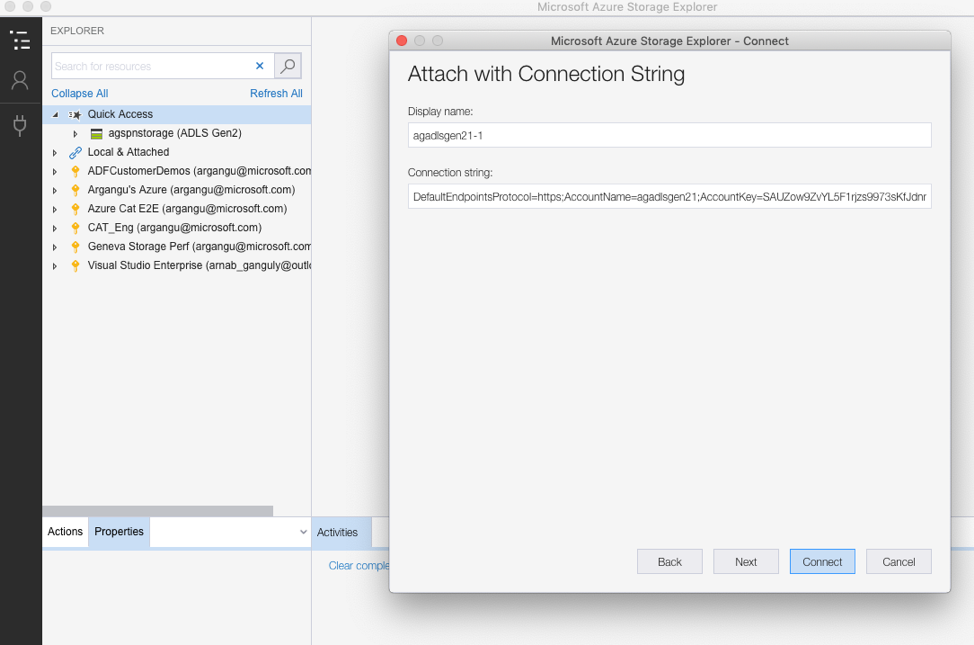 Microsoft Azure Storage Explorer
EXPLORER
Search for resources
Collapse All
Refresh All
Quick Access
agspnstorage (ADLS Gen2)
Local & Attached
ADFCustomerDemos (argangu@microsoft.com
Argangu's Azure (argangu@microsoft.com)
Azure Cat E2E (argangu@microsoft.com)
CAT_Eng (argangu@microsoft.com)
Geneva Storage Perf (argangu@microsoft.com
Visual Studio Enterprise (arnab_ganguly@outlo
Actions
Properties
Activities
Clear comple
Microsoft Azure Storage Explorer - Connect
Attach with Connection String
Display name:
agadlsgen21-1
Connection string:
DefaultEndpointsProtocol=https;AccountName=agadlsgen21;AccountKey=SAUZow9ZvYL5F1rjzs9973sKfJdnr
Back
Next
Connect
Cancel